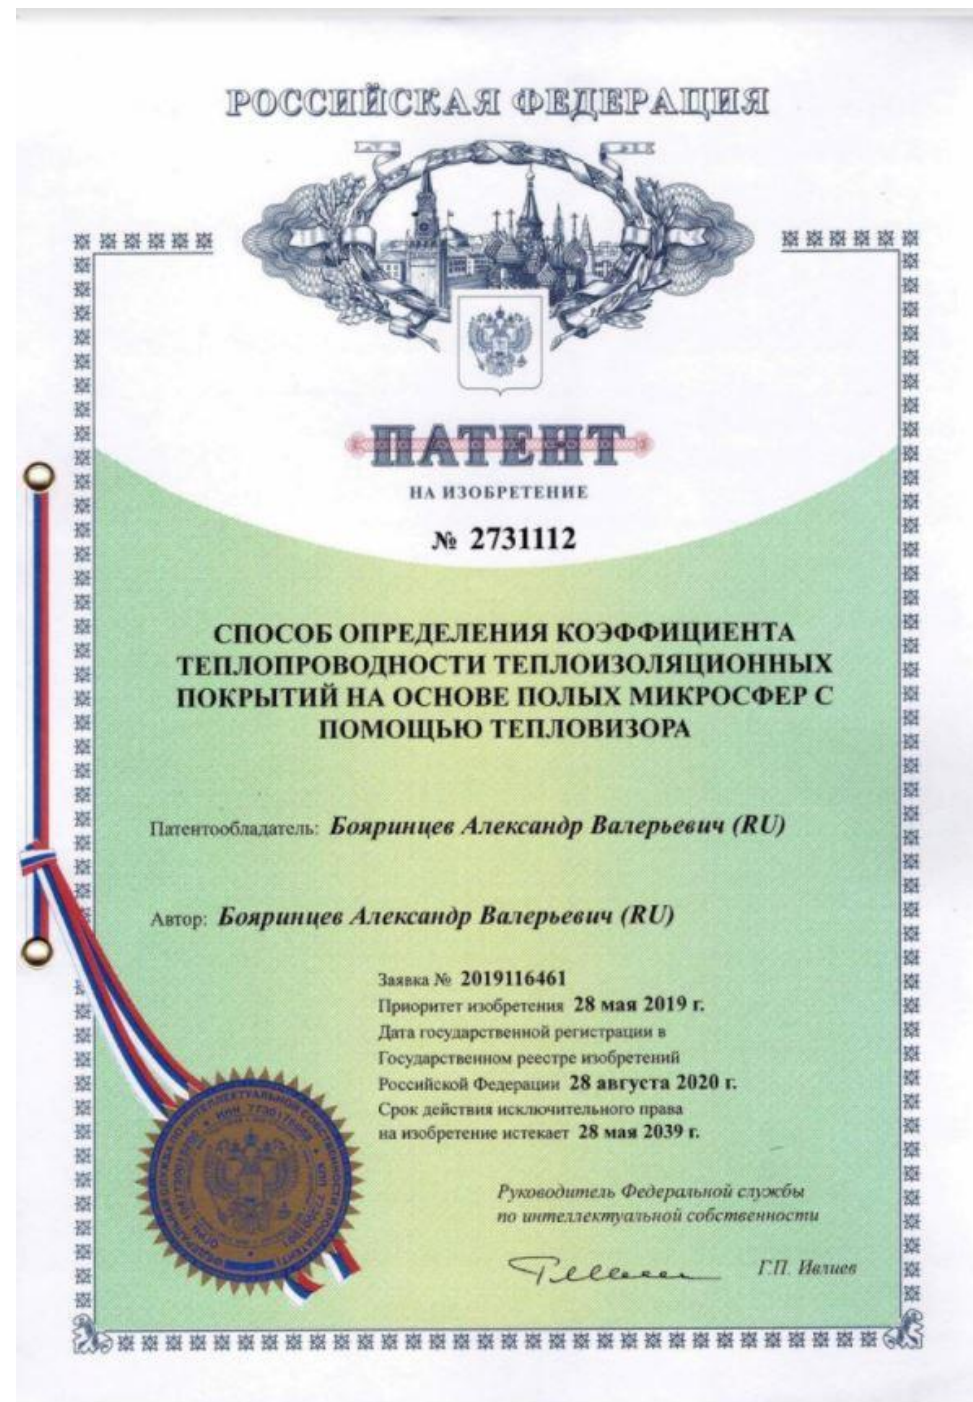 РОССИЙСКАЯ ФЕДЕРАЦИЯ
ПАТЕНТ
НА ИЗОБРЕТЕНИЕ
№ 2731112
СПОСОБ ОПРЕДЕЛЕНИЯ КОЭФФИЦИЕНТА
ТЕПЛОПРОВОДНОСТИ ТЕПЛОИЗОЛЯЦИОННЫХ
ПОКРЫТИЙ НА ОСНОВЕ ПОЛЫХ МИКРОСФЕР С
ПОМОЩЬЮ ТЕПЛОВИЗОРА
Патентообладатель: Бояринцев Александр Валерьевич (RU)
Автор: Бояринцев Александр Валерьевич (RU)
Заявка № 2019116461
Приоритет изобретения 28 мая 2019 г.
Дата государственной регистрации в
Государственном реестре изобретений
Российской Федерации 28 августа 2020 г.
Срок действия исключительного права
на изобретение истекает 28 мая 2039 г.
Руководитель Федеральной службы
по интеллектуальной собственности
Г.П. Ивлиев